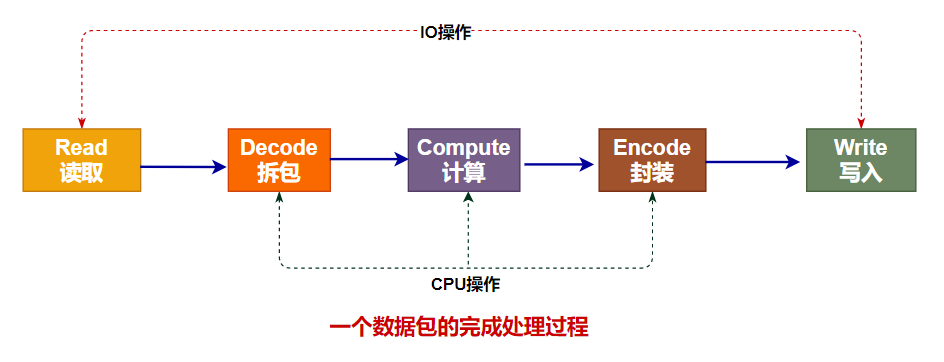 IO操作
Read
读取
Decode
拆包
Compute
计算
Encode
封装
Write
写入
CPU操作
一个数据包的完成处理过程